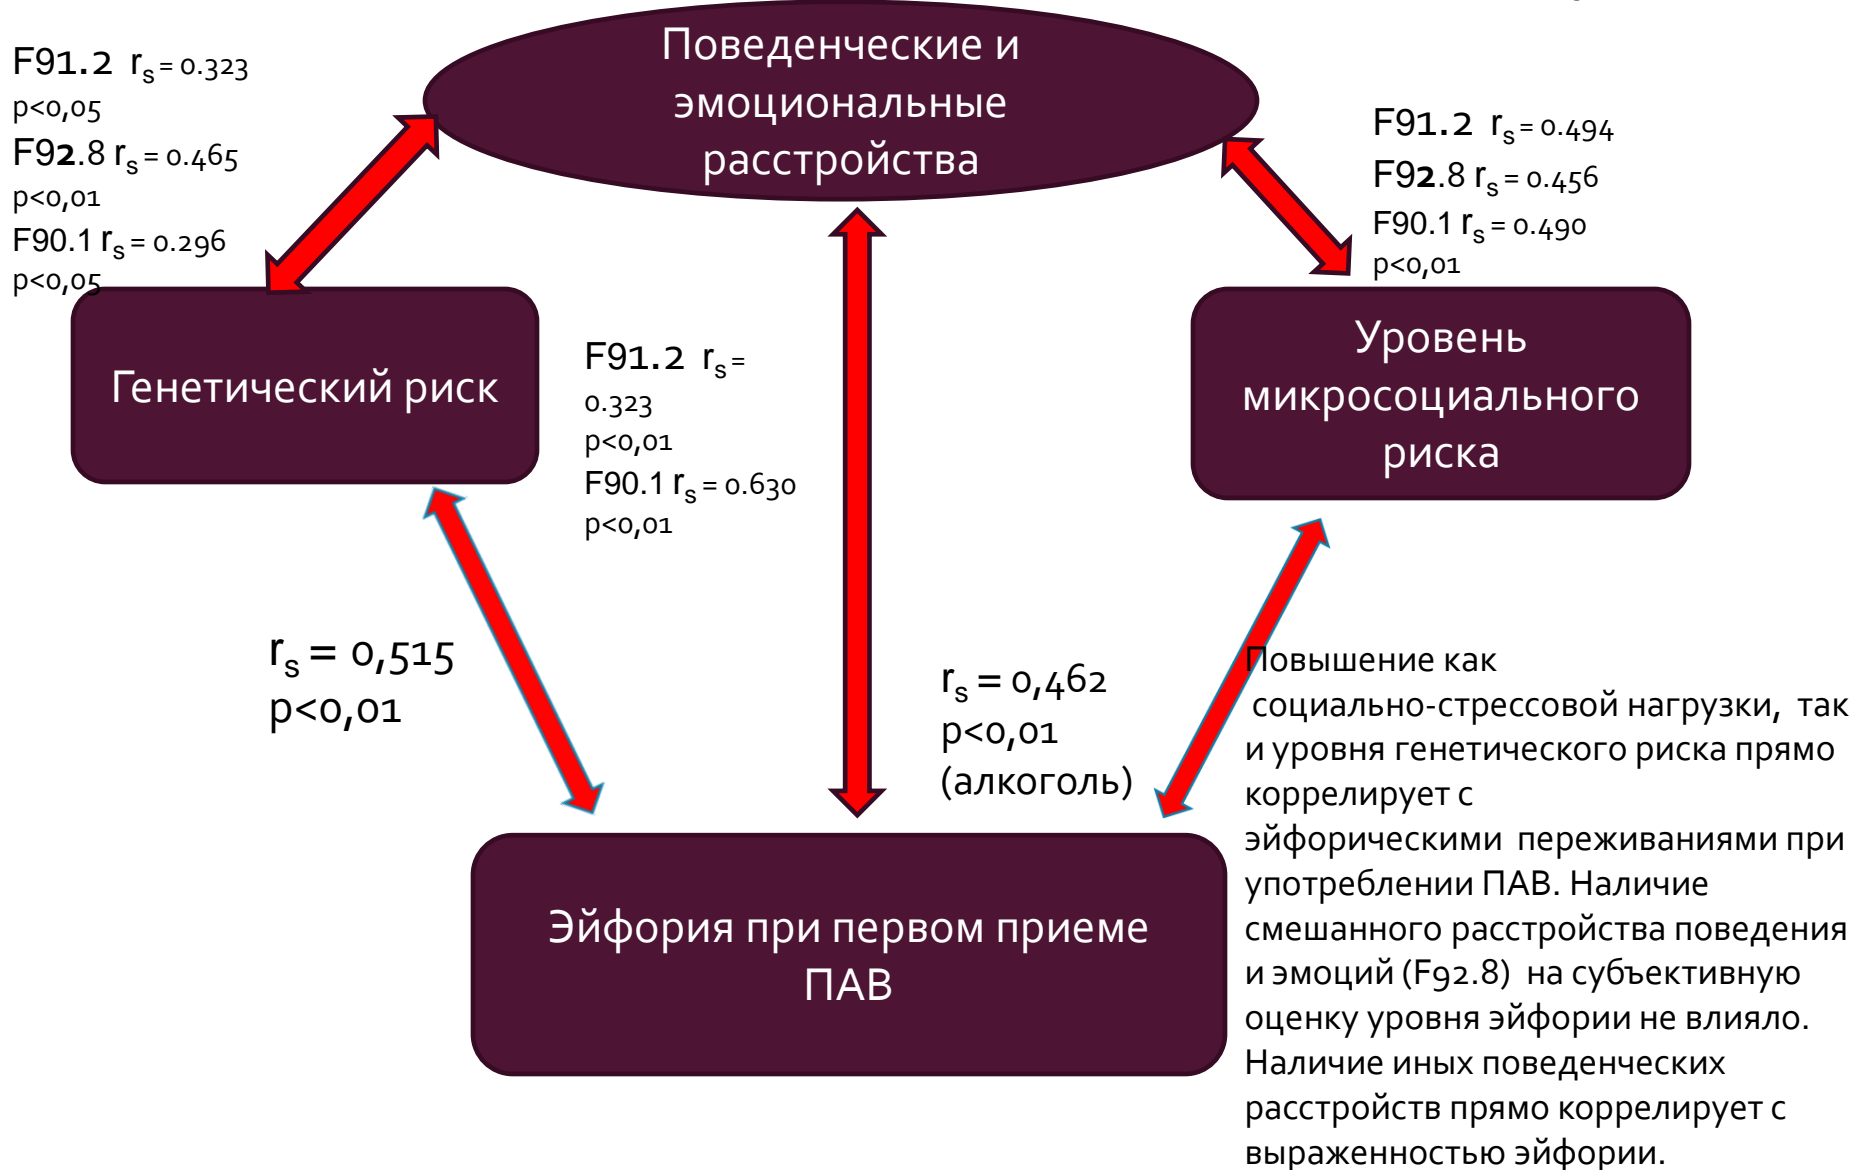 Поведенческие и
эмоциональные
расстройства
F91.2 rs = 0.323
p<0,05
F92.8 rs = 0.465
p<0,01
F90.1 rs = 0.296
p<0,05
F91.2 rs = 0.494
F92.8 rs = 0.456
F90.1 rs = 0.490
p<0,01
Генетический риск
F91.2 rs =
0.323
p<0,01
F90.1 rs = 0.630
p<0,01
Уровень
микросоциального
риска
rs = 0,515
p<0,01
rs = 0,462
p<0,01
(алкоголь)
Эйфория при первом приеме
ПАВ
Повышение как
социально-стрессовой нагрузки, так
и уровня генетического риска прямо
коррелирует с
эйфорическими переживаниями при
употреблении ПАВ. Наличие
смешанного расстройства поведения
и эмоций (F92.8) на субъективную
оценку уровня эйфории не влияло.
Наличие иных поведенческих
расстройств прямо коррелирует с
выраженностью эйфории.